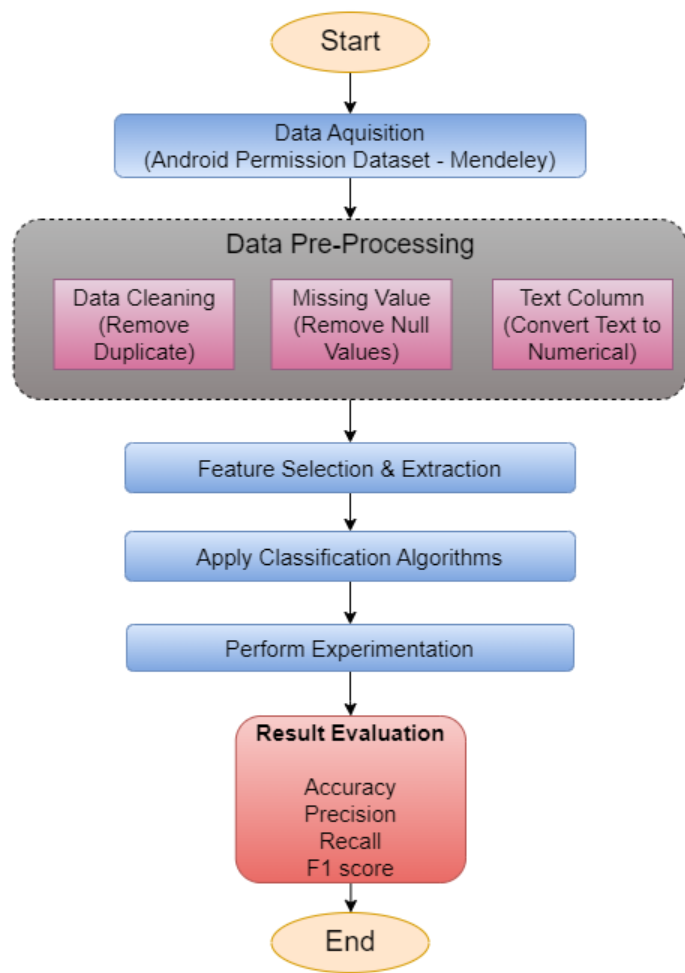 Start
Data Aquisition
(Android Permission Dataset - Mendeley)
Data Pre-Processing
Data Cleaning
(Remove
Duplicate)
Missing Value
(Remove Null
Values)
Text Column
(Convert Text to
Numerical)
Feature Selection & Extraction
Apply Classification Algorithms
Perform Experimentation
Result Evaluation
Accuracy
Precision
Recall
F1 score
End